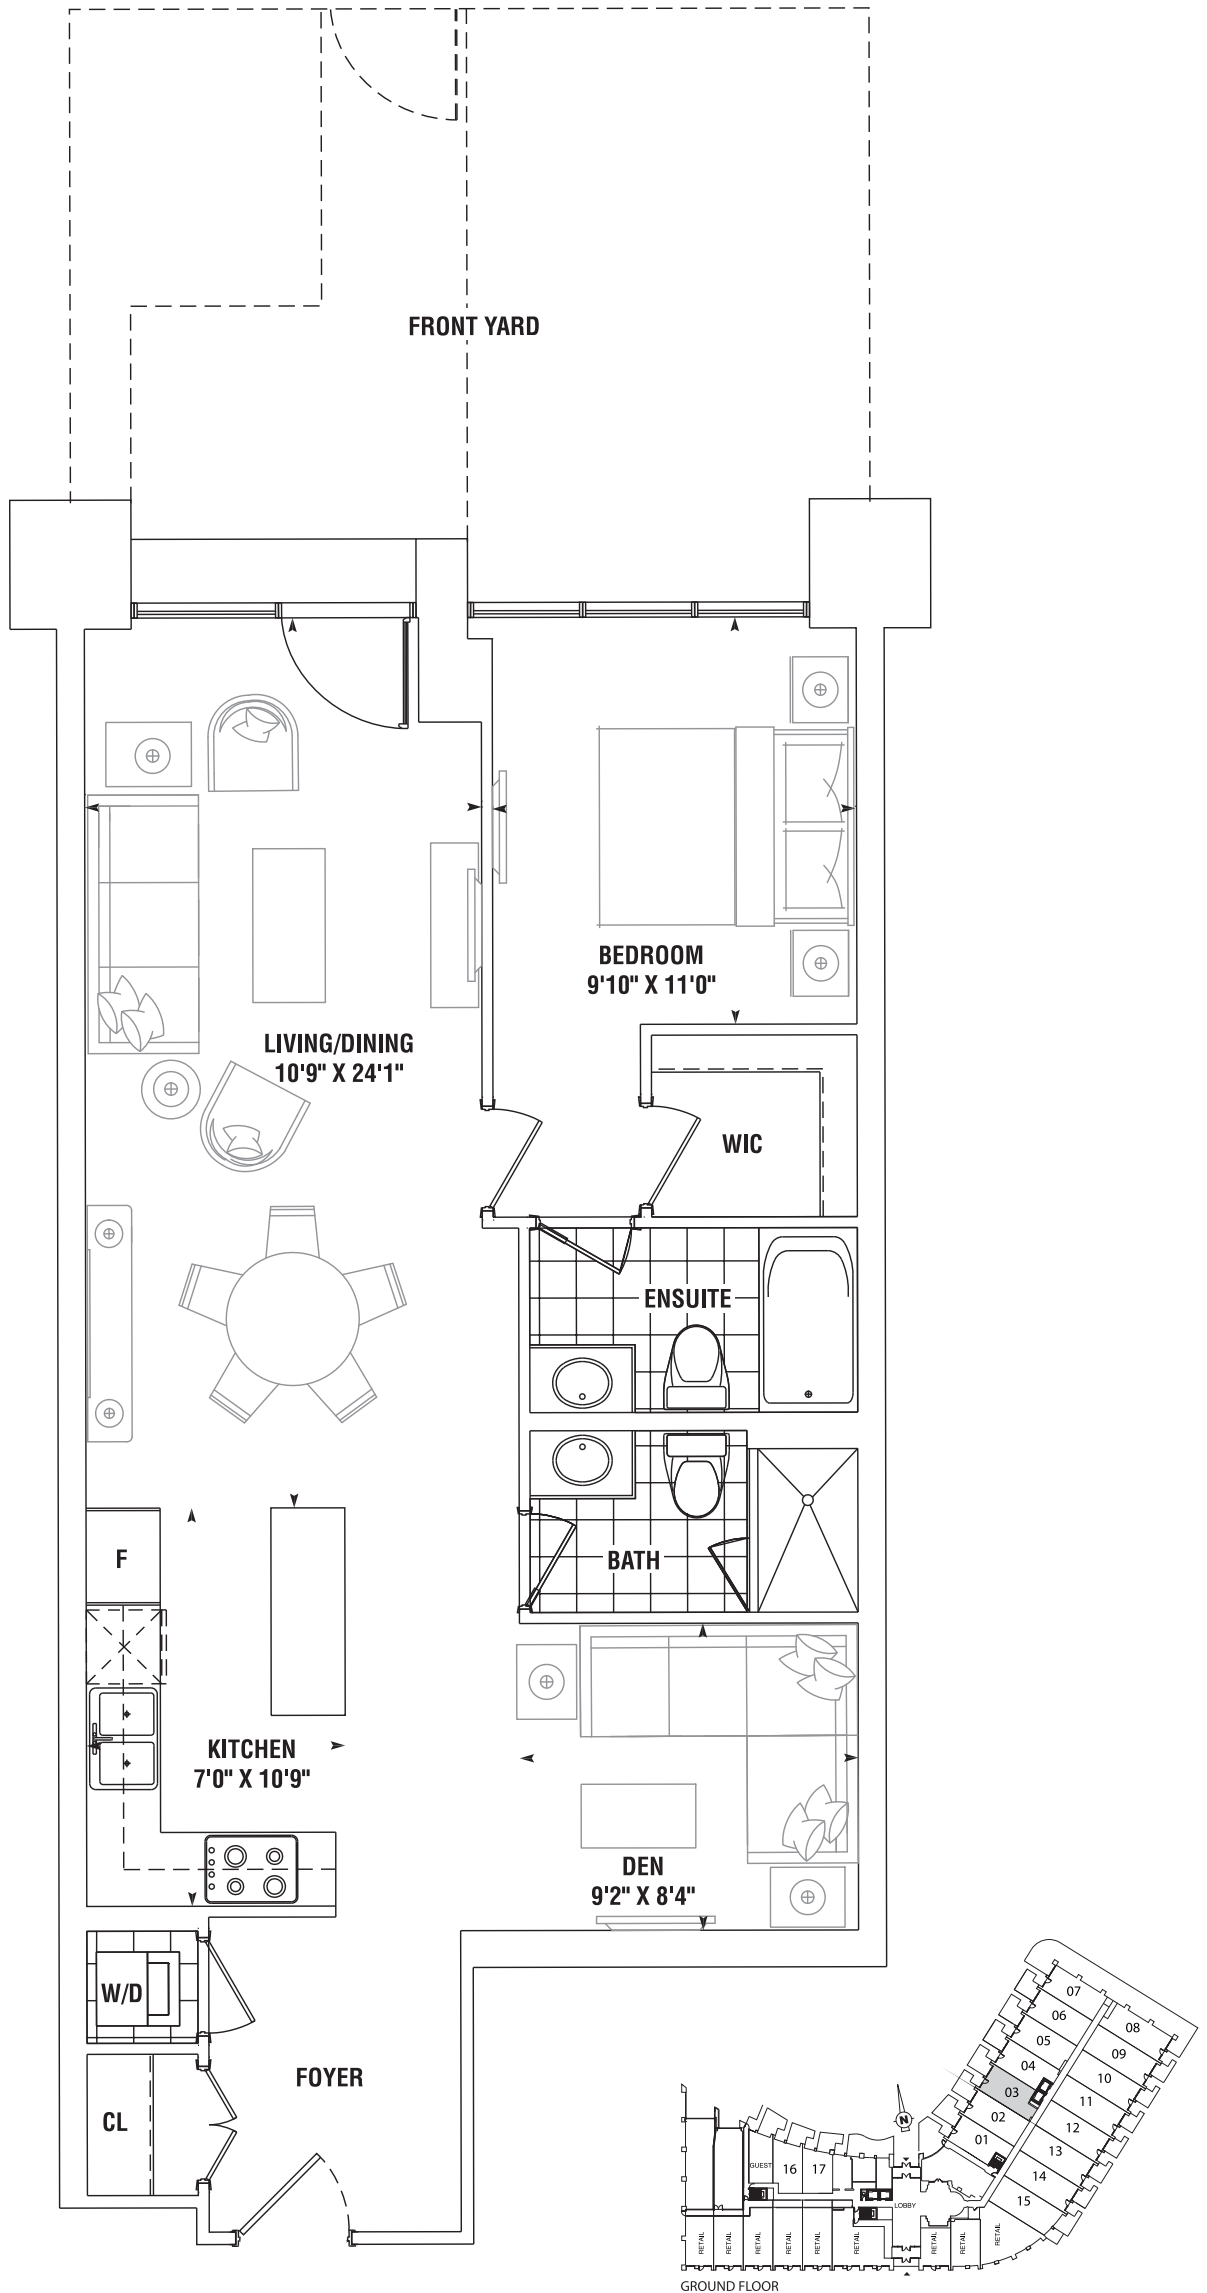 FRONT YARD
BEDROOM
9'10" X 11'0"
LIVING/DINING
10'9" X 24'1"
WIC
ENSUITE
F
BATH
KITCHEN
7'0" X 10'9"
DEN
9'2" X 8'4"
W/D
FOYER
CL
07
06
08
05
09
04
10
03
11
02
12
01
13
N
GUEST
16
17
14
15
LOBBY
RETAIL
RETAIL
RETAIL
RETAIL
RETAIL
RETAIL
RETAIL
RETAIL
RETAIL
GROUND FLOOR